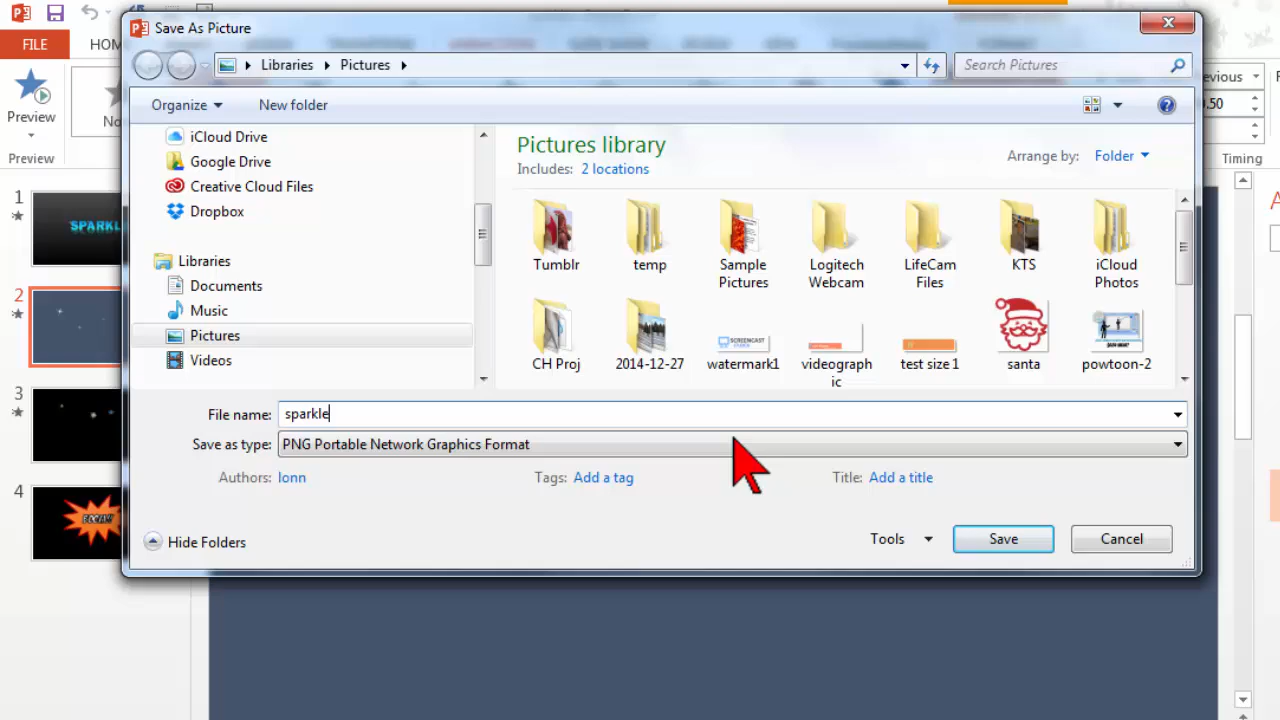 Save As Picture
FILE
HOM
Libraries
Pictures
Search Pictures
Organize
New folder
Preview
Preview
No
evious
.50
Timing
iCloud Drive
Google Drive
Creative Cloud Files
Dropbox
Libraries
Documents
Music
Pictures
Videos
Pictures library
Includes: 2 locations
Arrange by: Folder
Tumblr
temp
Sample
Pictures
Logitech
Webcam
LifeCam
Files
KTS
iCloud
Photos
CH Proj
2014-12-27
watermark1
videograph
ic
test size 1
santa
powtoon-2
File name: sparkle
Save as type: PNG Portable Network Graphics Format
Authors: lonn
Tags: Add a tag
Title: Add a title
Hide Folders
Tools
Save
Cancel
1
SPARKL
2
3
4